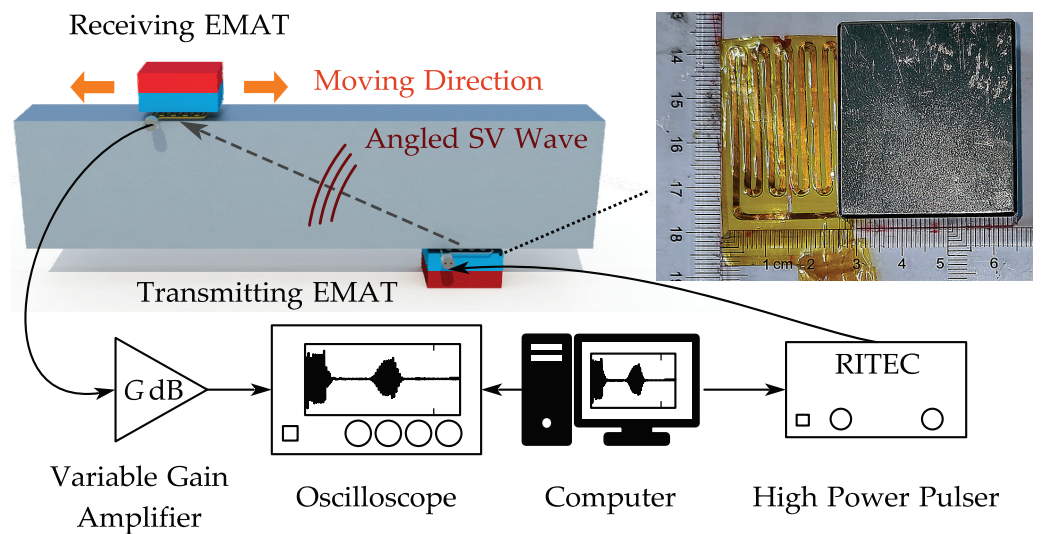 Receiving EMAT
Moving Direction
Angled SV Wave
Transmitting EMAT
13
14
15
16
17
18
1 cm 2 3 4 5 6
G dB
RITEC
Variable Gain
Amplifier
Oscilloscope
Computer
High Power Pulser